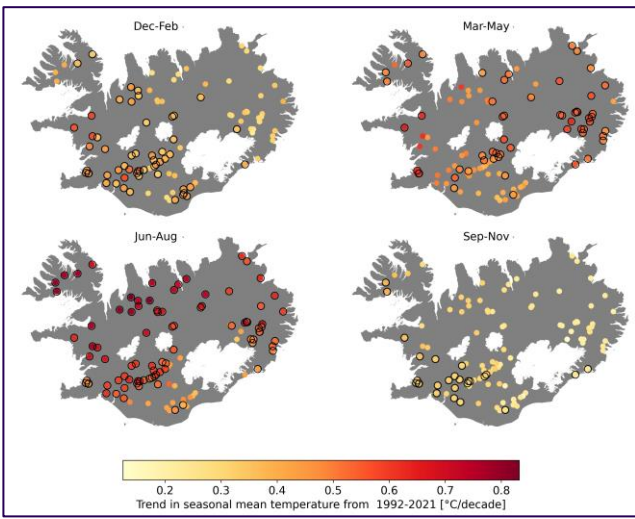 Dec-Feb
Mar-May
Jun-Aug
Sep-Nov
0.2 0.3 0.4 0.5 0.6 0.7 0.8
Trend in seasonal mean temperature from 1992-2021 [°C/decade]